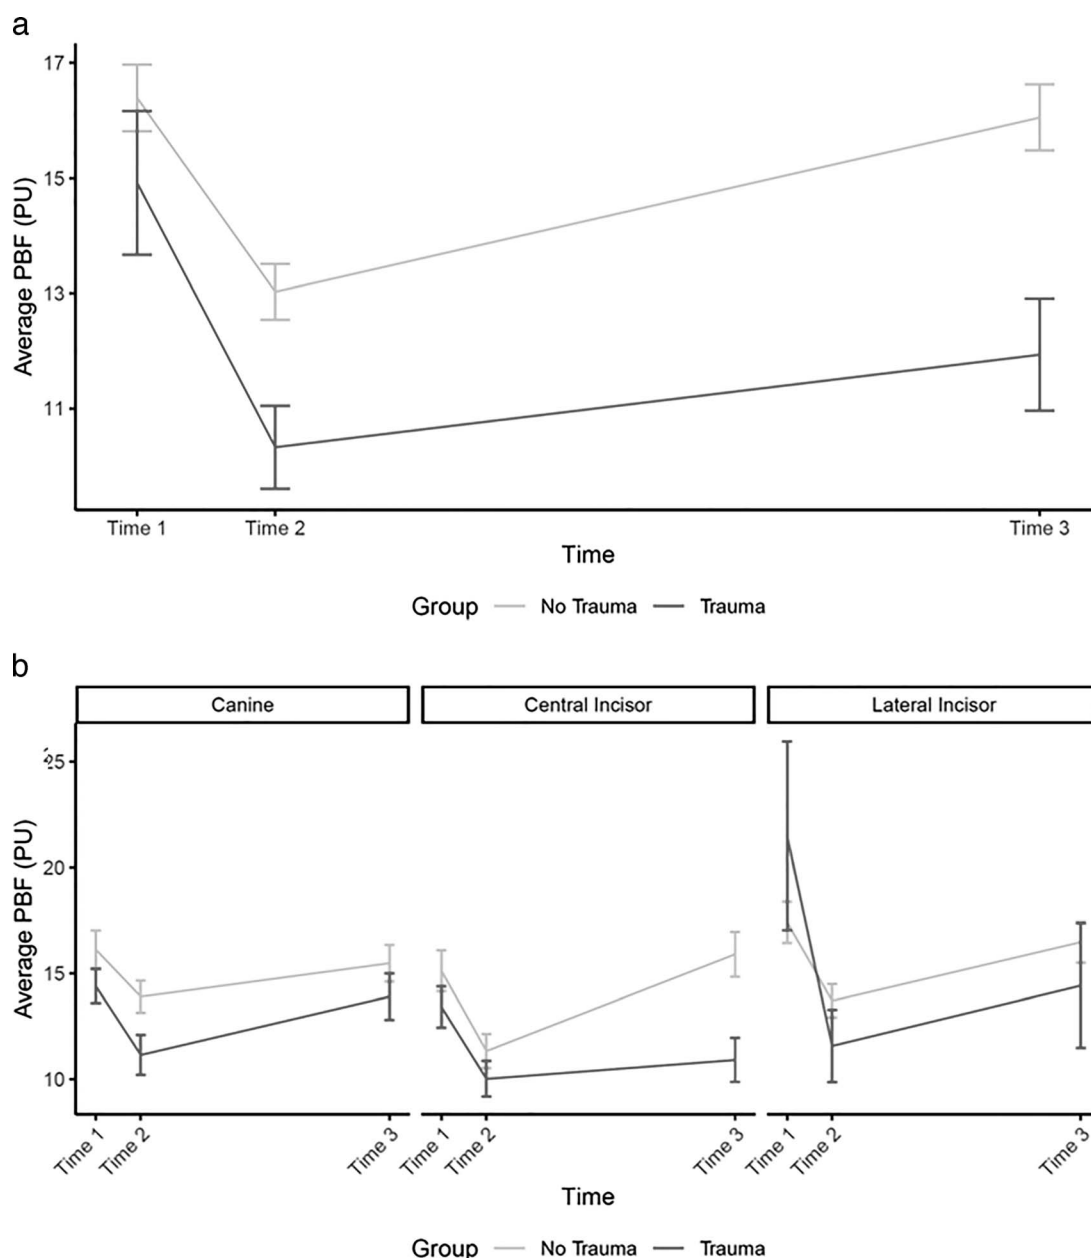 a
17
15
13
11
Average PBF (PU)
Time 1 Time 2 Time 3
Time
Group No Trauma Trauma
b
Canine Central Incisor Lateral Incisor
25
20
15
10
Average PBF (PU)
Time 1 Time 2 Time 3 Time 1 Time 2 Time 3 Time 1 Time 2 Time 3
Time
Group No Trauma Trauma